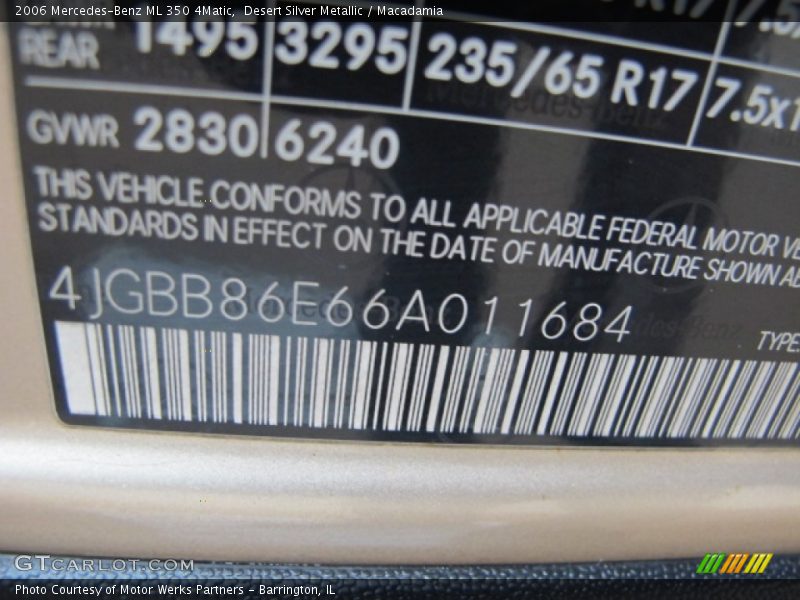 2006 Mercedes-Benz ML 350 4Matic, Desert Silver Metallic / Macadamia
REAR 1495 3295 235/65 R17 7.5x1
GVWR 2830 6240
THIS VEHICLE CONFORMS TO ALL APPLICABLE FEDERAL MOTOR VE
STANDARDS IN EFFECT ON THE DATE OF MANUFACTURE SHOWN AB
4JGBB86E66A011684
TYPE
GTCARLOT.COM
Photo Courtesy of Motor Werks Partners - Barrington, IL